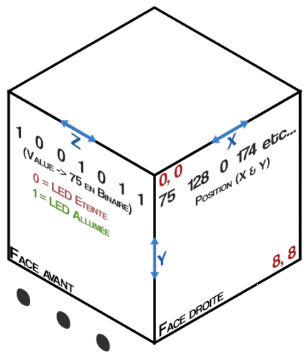 Z
1 0 0 1 0 1 1
(Value -> 75 en Binaire)
0 = LED Eteinte
1 = LED Allumée
Face avant
X
0, 0
75 128 0 174 etc...
Position (X & Y)
Y
8, 8
Face droite